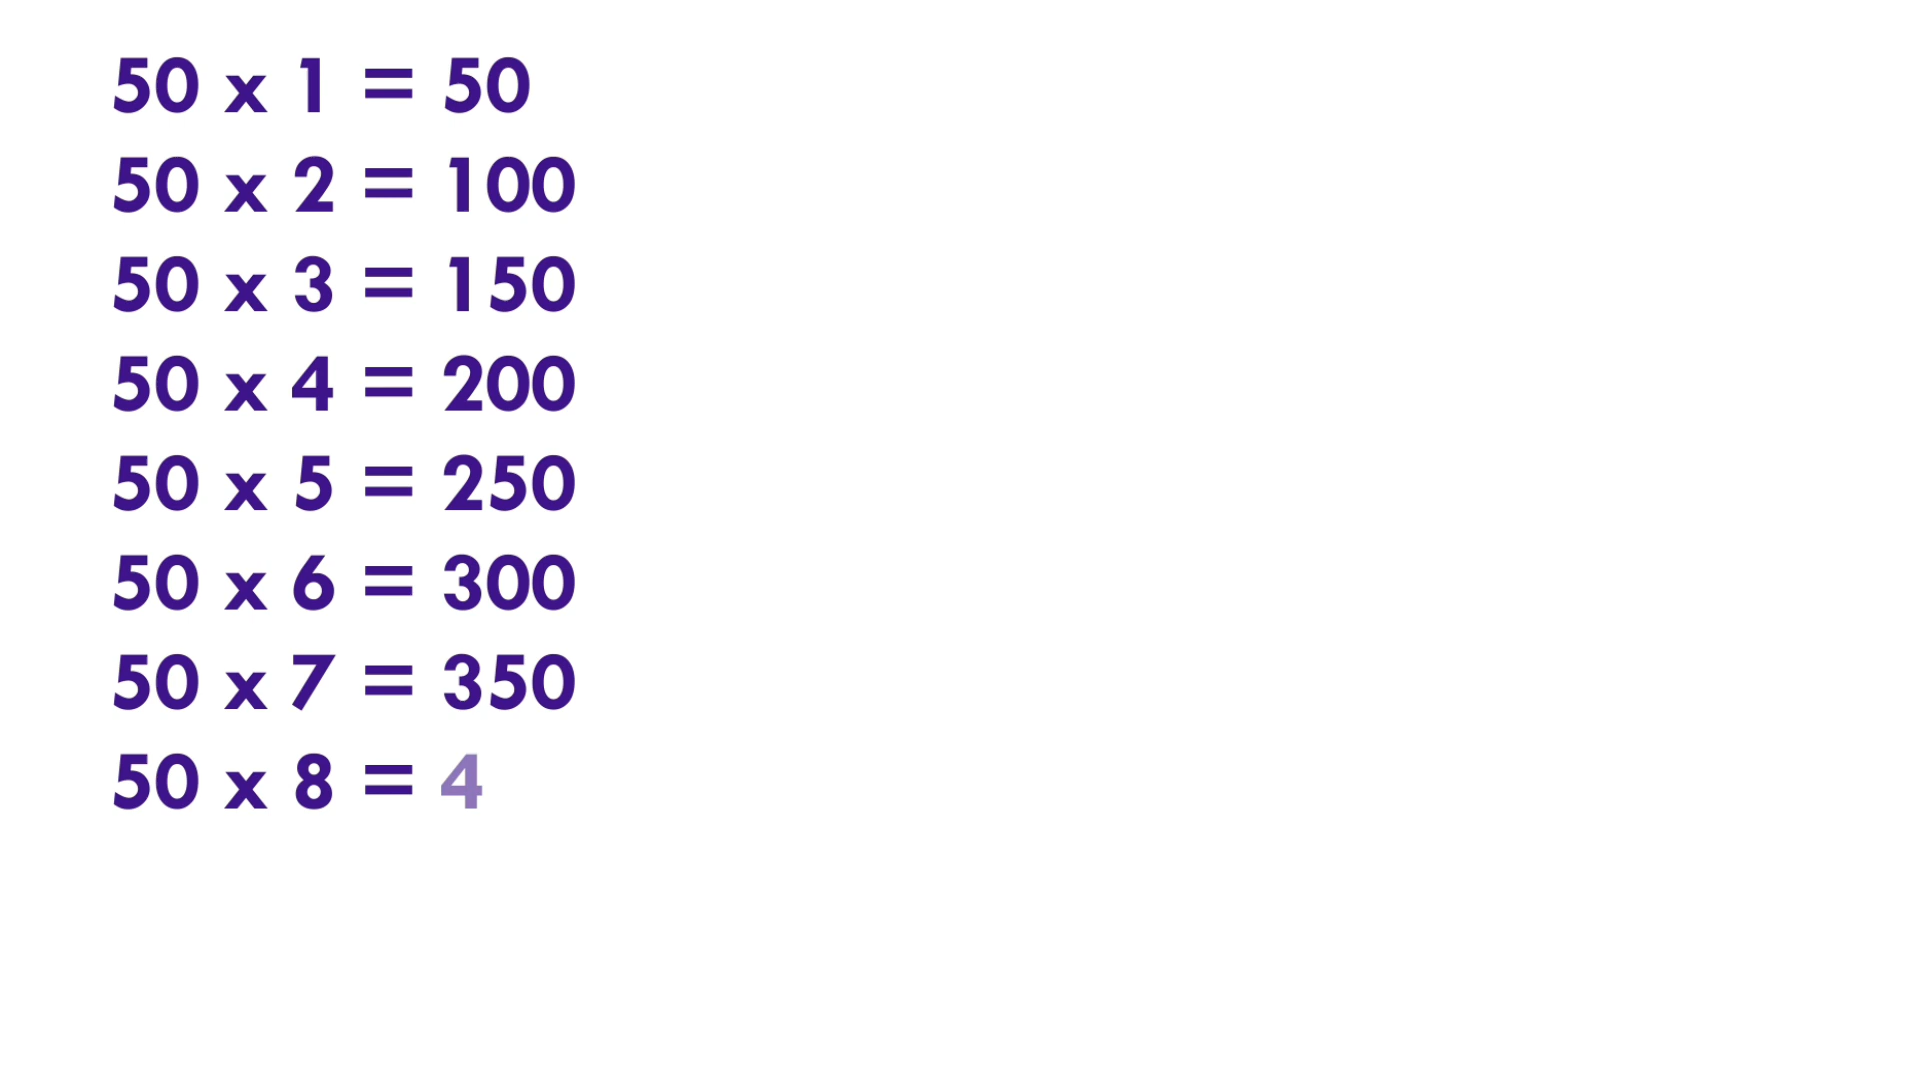 50 x 1 = 50
50 x 2 = 100
50 x 3 = 150
50 x 4 = 200
50 x 5 = 250
50 x 6 = 300
50 x 7 = 350
50 x 8 = 4